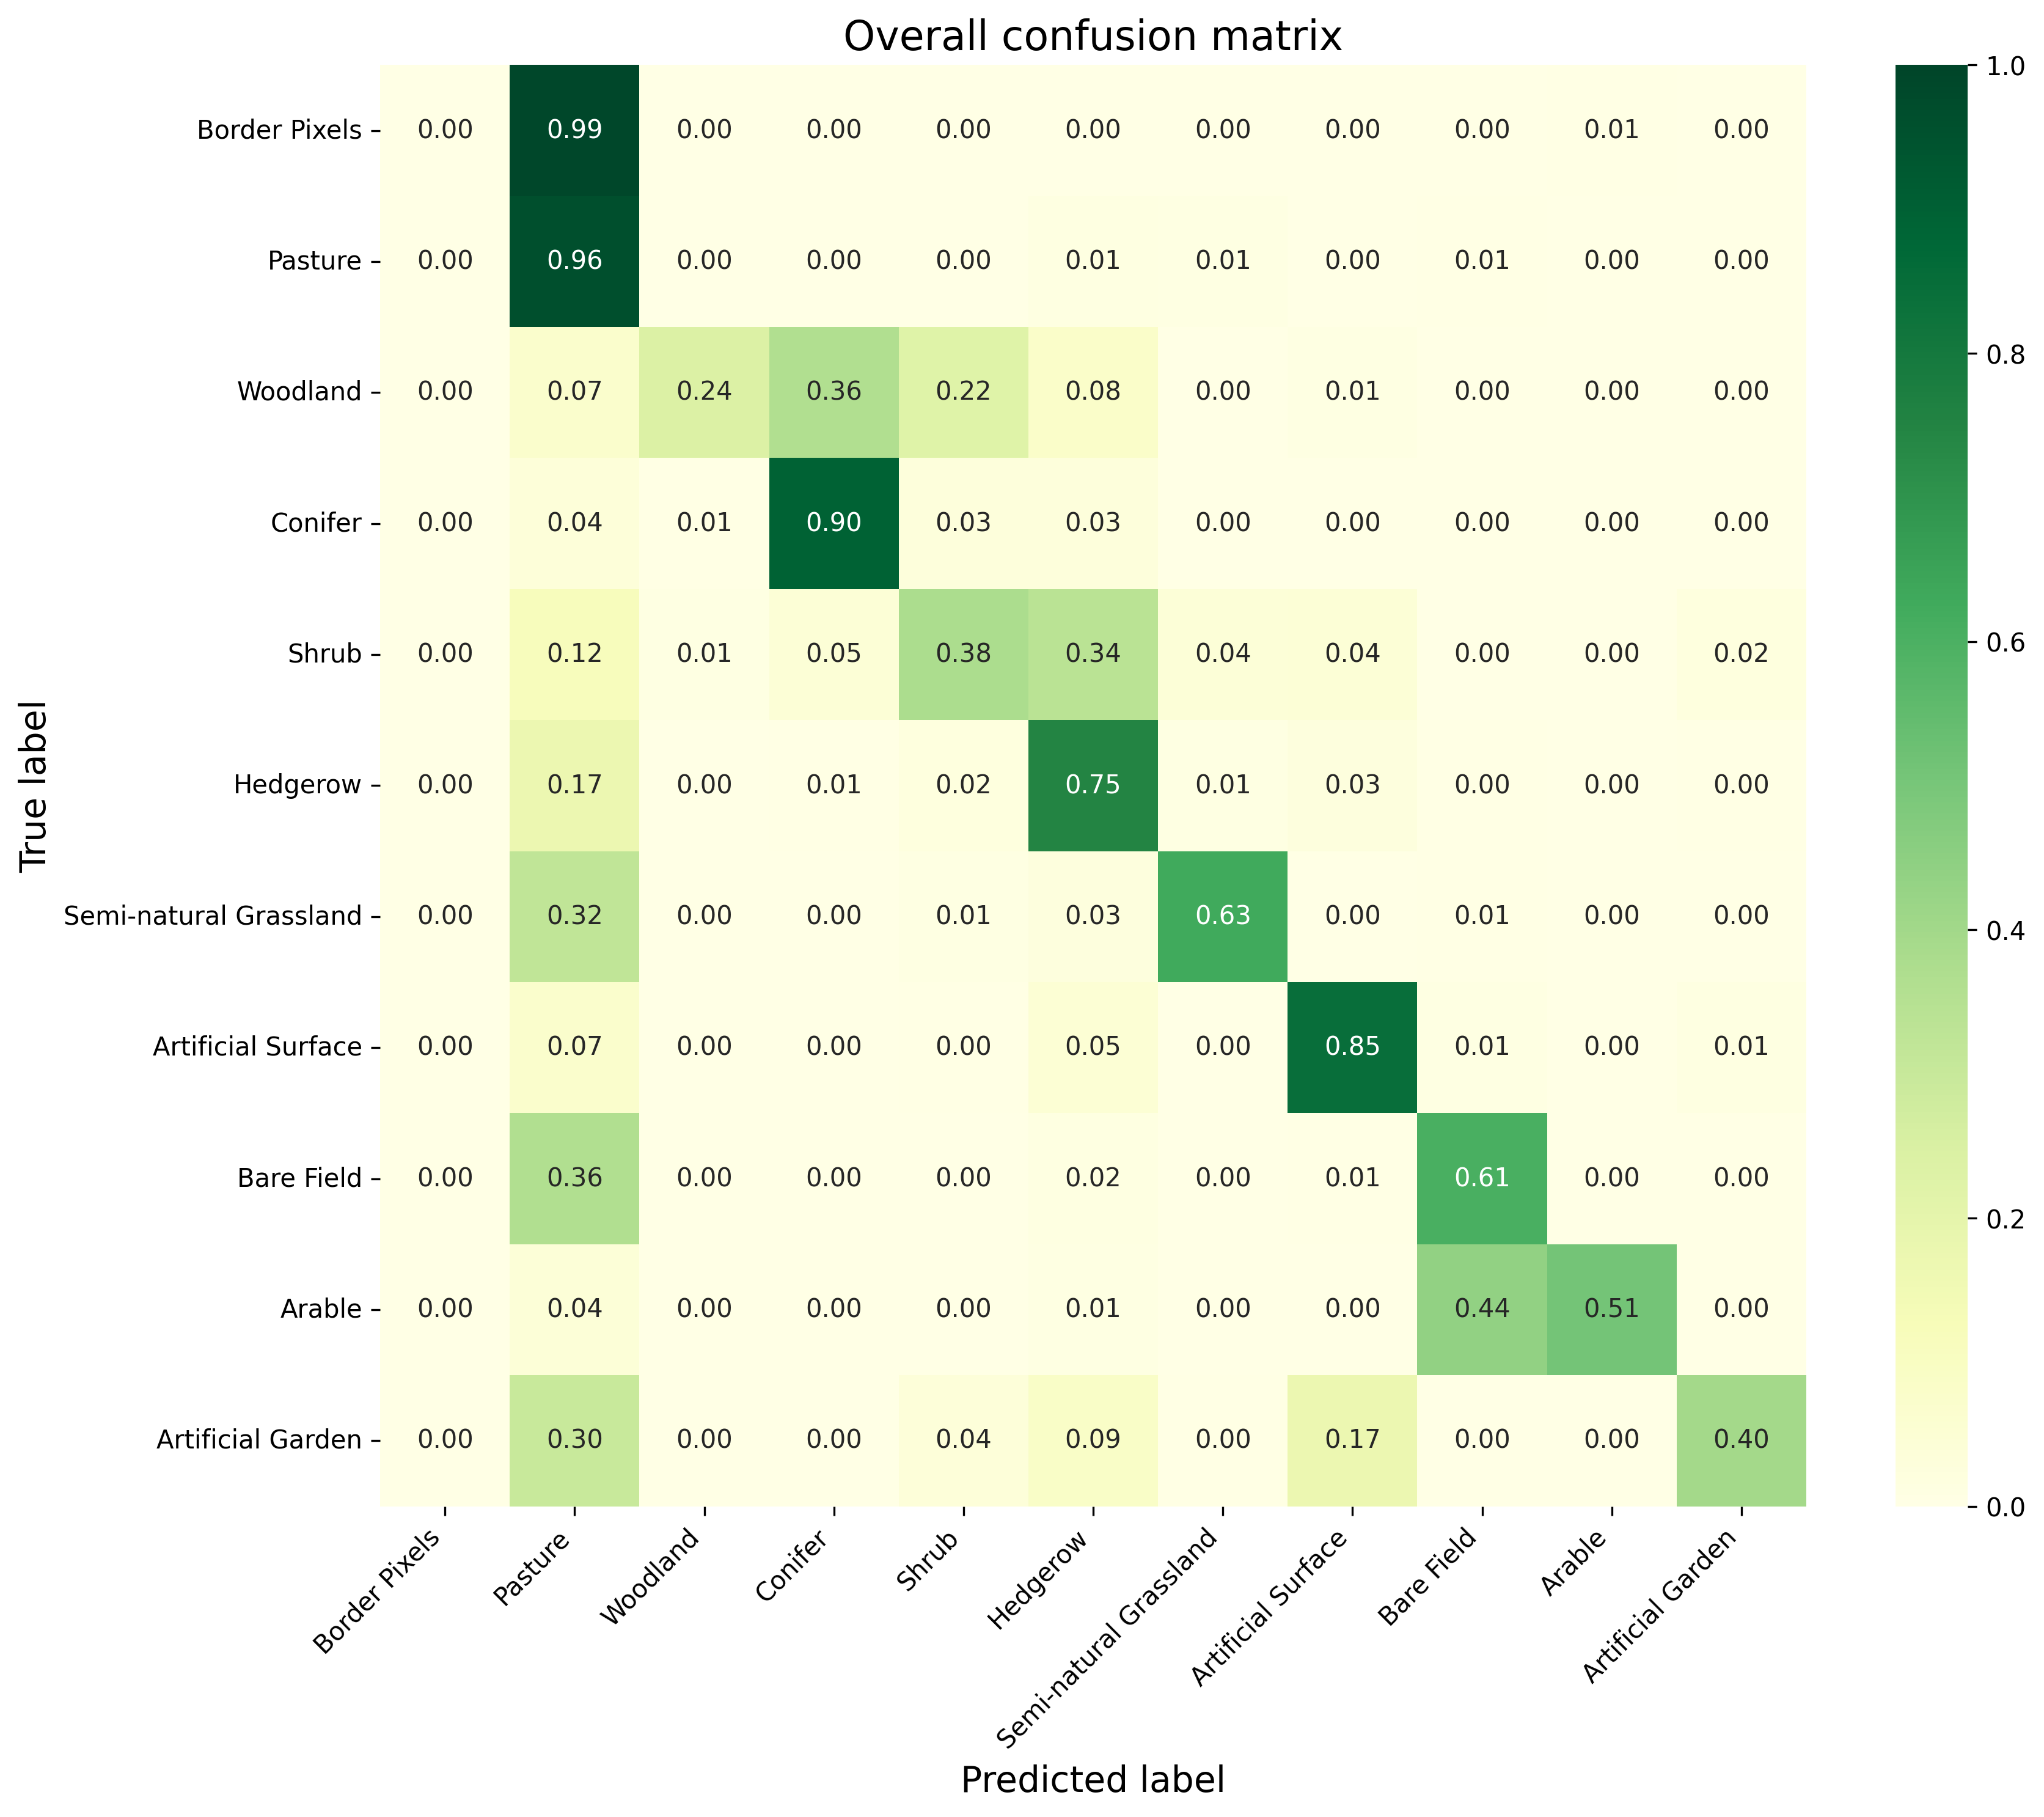 Overall confusion matrix
True label
Border Pixels 0.00 0.99 0.00 0.00 0.00 0.00 0.00 0.00 0.00 0.01 0.00
Pasture 0.00 0.96 0.00 0.00 0.00 0.01 0.01 0.00 0.01 0.00 0.00
Woodland 0.00 0.07 0.24 0.36 0.22 0.08 0.00 0.01 0.00 0.00 0.00
Conifer 0.00 0.04 0.01 0.90 0.03 0.03 0.00 0.00 0.00 0.00 0.00
Shrub 0.00 0.12 0.01 0.05 0.38 0.34 0.04 0.04 0.00 0.00 0.02
Hedgerow 0.00 0.17 0.00 0.01 0.02 0.75 0.01 0.03 0.00 0.00 0.00
Semi-natural Grassland 0.00 0.32 0.00 0.00 0.01 0.03 0.63 0.00 0.01 0.00 0.00
Artificial Surface 0.00 0.07 0.00 0.00 0.00 0.05 0.00 0.85 0.01 0.00 0.01
Bare Field 0.00 0.36 0.00 0.00 0.00 0.02 0.00 0.01 0.61 0.00 0.00
Arable 0.00 0.04 0.00 0.00 0.00 0.01 0.00 0.00 0.44 0.51 0.00
Artificial Garden 0.00 0.30 0.00 0.00 0.04 0.09 0.00 0.17 0.00 0.00 0.40
Border Pixels
Pasture
Woodland
Conifer
Shrub
Hedgerow
Semi-natural Grassland
Artificial Surface
Bare Field
Arable
Artificial Garden
Predicted label
1.0
0.8
0.6
0.4
0.2
0.0